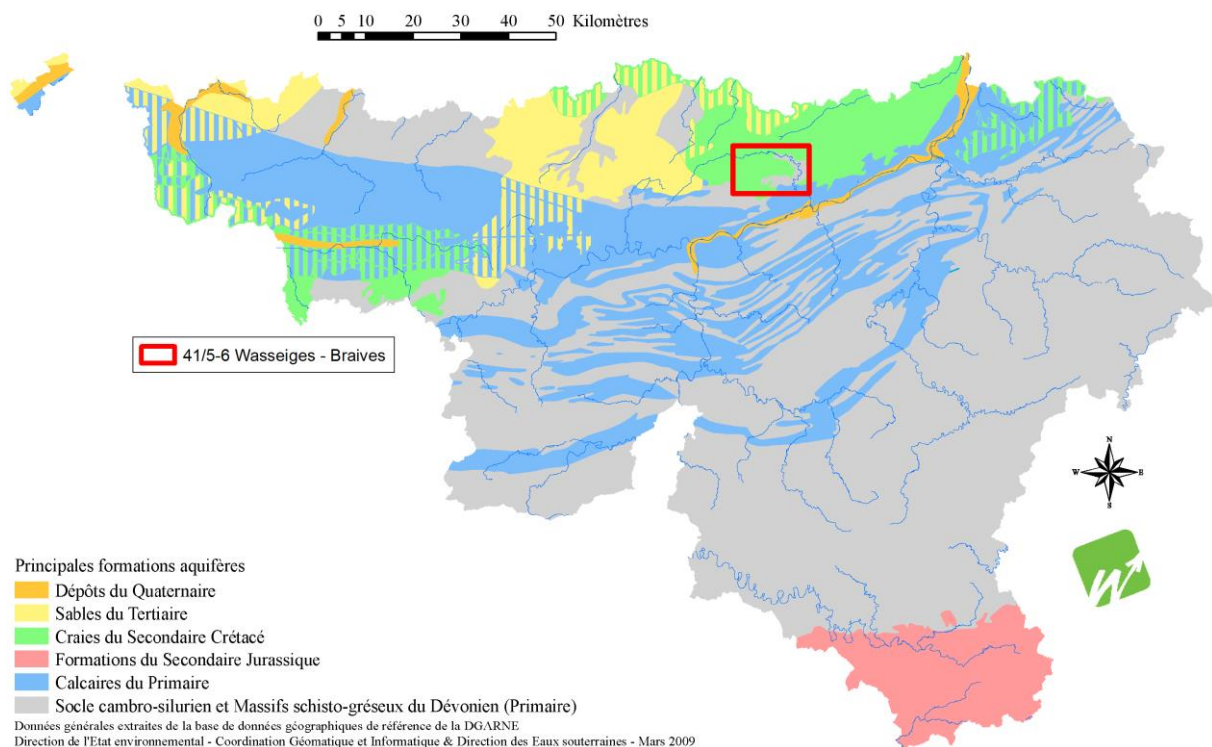 0 5 10 20 30 40 50 Kilomètres
41/5-6 Wasseiges - Braives
N
W E
S
W
Principales formations aquifères
Dépôts du Quaternaire
Sables du Tertiaire
Craies du Secondaire Crétacé
Formations du Secondaire Jurassique
Calcaires du Primaire
Socle cambro-silurien et Massifs schisto-gréseux du Dévonien (Primaire)
Données générales extraites de la base de données géographiques de référence de la DGARNE
Direction de l'Etat environnemental - Coordination Géomatique et Informatique & Direction des Eaux souterraines - Mars 2009